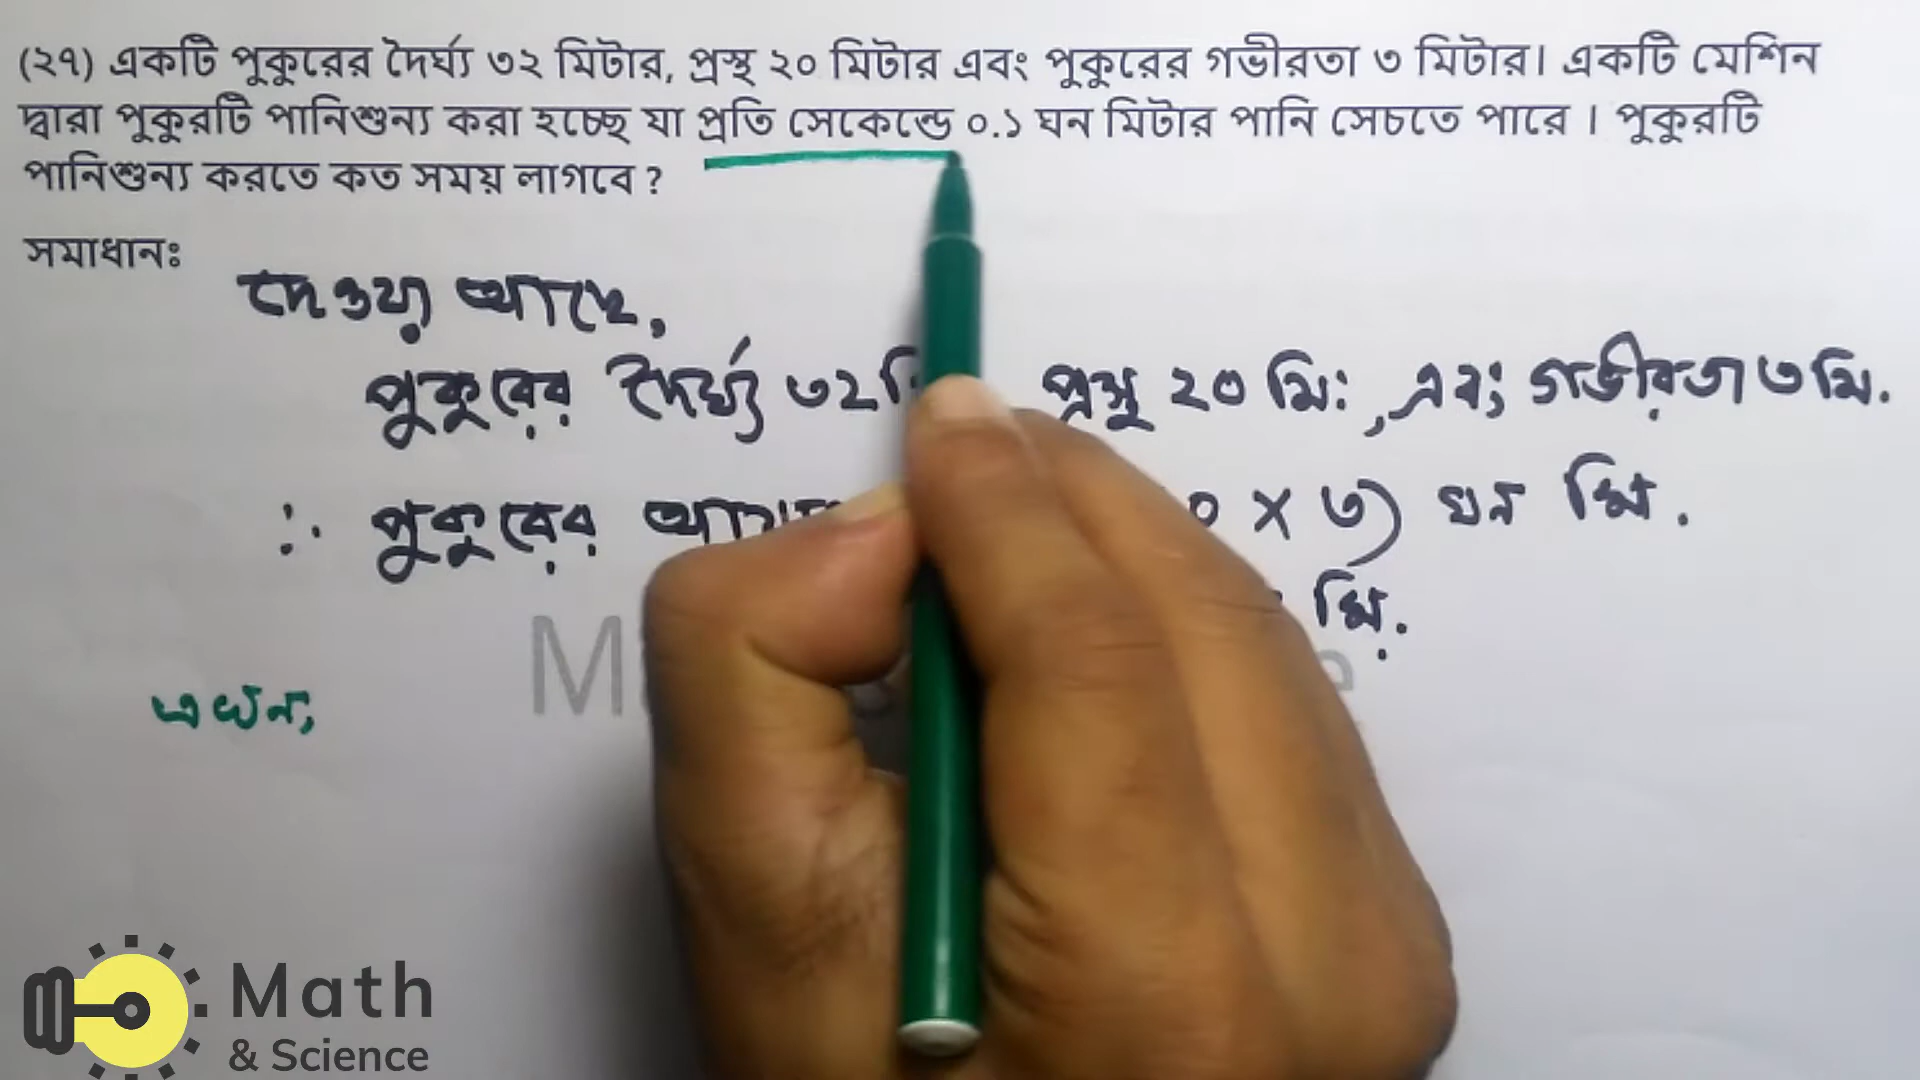 (২৭) একটি পুকুরের দৈর্ঘ্য ৩২ মিটার, প্রস্থ ২০ মিটার এবং পুকুরের গভীরতা ৩ মিটার। একটি মেশিন
দ্বারা পুকুরটি পানিশুন্য করা হচ্ছে যা প্রতি সেকেন্ডে ০.১ ঘন মিটার পানি সেচতে পারে । পুকুরটি
পানিশুন্য করতে কত সময় লাগবে ?
সমাধানঃ
দেওয়া আছে,
পুকুরের দৈর্ঘ্য ৩২ প্রস্থ ২০ মি: , এবং গভীরতা ৩ মি.
∴ পুকুরের × ৩) ঘন মি.
মি.
এখন,
Math
& Science